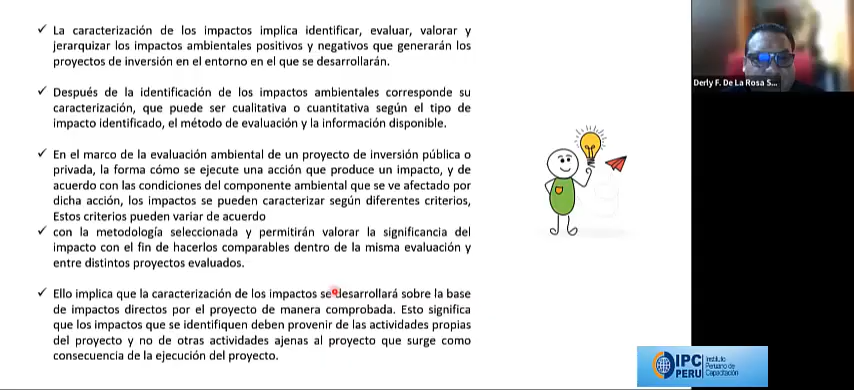 ✓ La caracterización de los impactos implica identificar, evaluar, valorar y
jerarquizar los impactos ambientales positivos y negativos que generarán los
proyectos de inversión en el entorno en el que se desarrollarán.
✓ Después de la identificación de los impactos ambientales corresponde su
caracterización, que puede ser cualitativa o cuantitativa según el tipo de
impacto identificado, el método de evaluación y la información disponible.
✓ En el marco de la evaluación ambiental de un proyecto de inversión pública o
privada, la forma cómo se ejecute una acción que produce un impacto, y de
acuerdo con las condiciones del componente ambiental que se ve afectado por
dicha acción, los impactos se pueden caracterizar según diferentes criterios,
Estos criterios pueden variar de acuerdo
✓ con la metodología seleccionada y permitirán valorar la significancia del
impacto con el fin de hacerlos comparables dentro de la misma evaluación y
entre distintos proyectos evaluados.
✓ Ello implica que la caracterización de los impactos se desarrollará sobre la base
de impactos directos por el proyecto de manera comprobada. Esto significa
que los impactos que se identifiquen deben provenir de las actividades propias
del proyecto y no de otras actividades ajenas al proyecto que surge como
consecuencia de la ejecución del proyecto.
Derly F. De La Rosa S...
IPC
PERU
Instituto
Peruano de
Capacitación